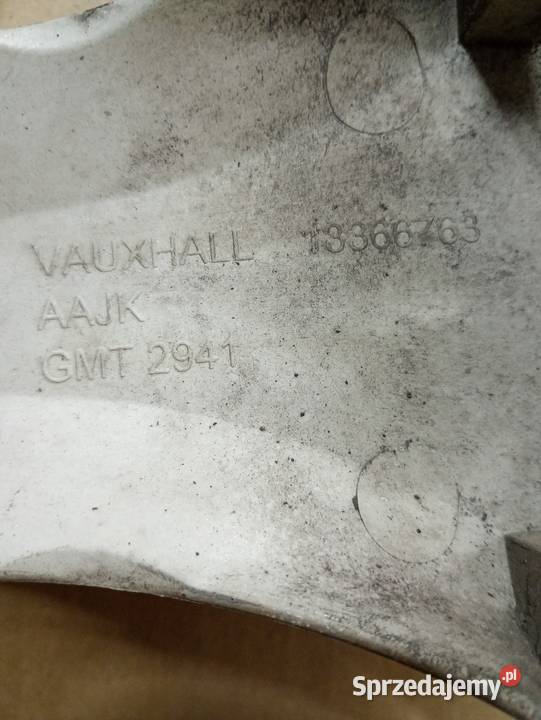 VAUXHALL 13366763
AAJK
GMT 2941
Sprzedajemy.pl